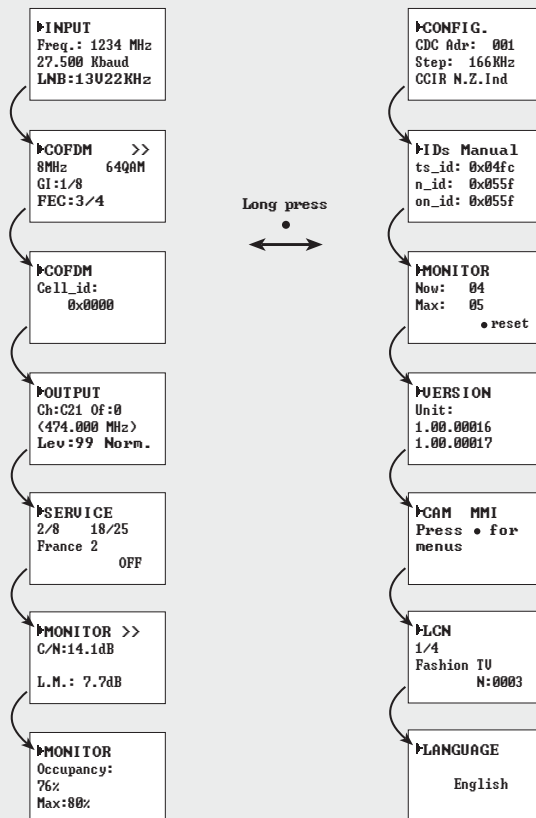 ▶INPUT
Freq.: 1234 MHz
27.500 Kbaud
LNB:13V22KHz
▶COFDM >>
8MHz 64QAM
GI:1/8
FEC:3/4
▶COFDM
Cell_id:
0x0000
▶OUTPUT
Ch:C21 Of:0
(474.000 MHz)
Lev:99 Norm.
▶SERVICE
2/8 18/25
France 2
OFF
▶MONITOR >>
C/N:14.1dB
L.M.: 7.7dB
▶MONITOR
Occupancy:
76%
Max:80%
Long press
●
▶CONFIG.
CDC Adr: 001
Step: 166KHz
CCIR N.Z.Ind
▶IDs Manual
ts_id: 0x04fc
n_id: 0x055f
on_id: 0x055f
▶MONITOR
Now: 04
Max: 05
● reset
▶VERSION
Unit:
1.00.00016
1.00.00017
▶CAM MMI
Press ● for
menus
▶LCN
1/4
Fashion TV
N:0003
▶LANGUAGE
English